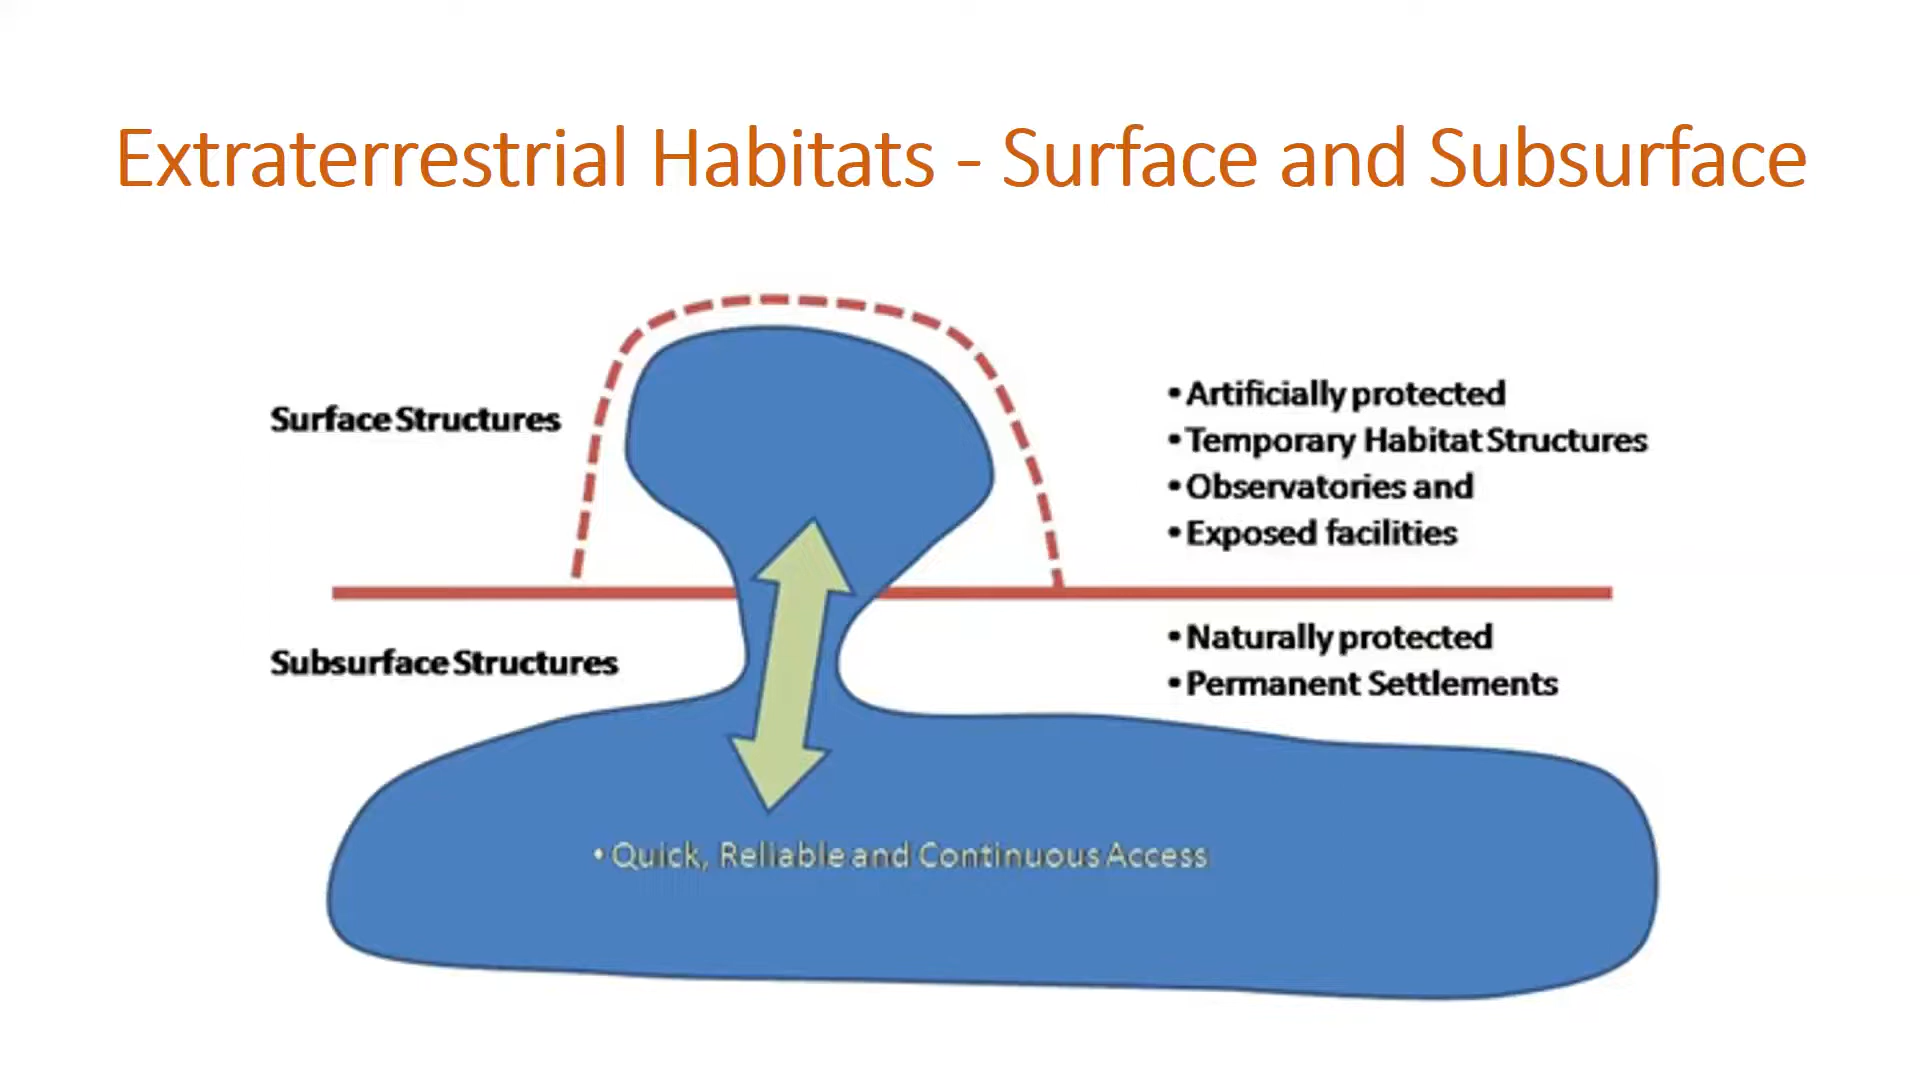 Extraterrestrial Habitats - Surface and Subsurface
Surface Structures
• Artificially protected
• Temporary Habitat Structures
• Observatories and
• Exposed facilities
Subsurface Structures
• Naturally protected
• Permanent Settlements
• Quick, Reliable and Continuous Access